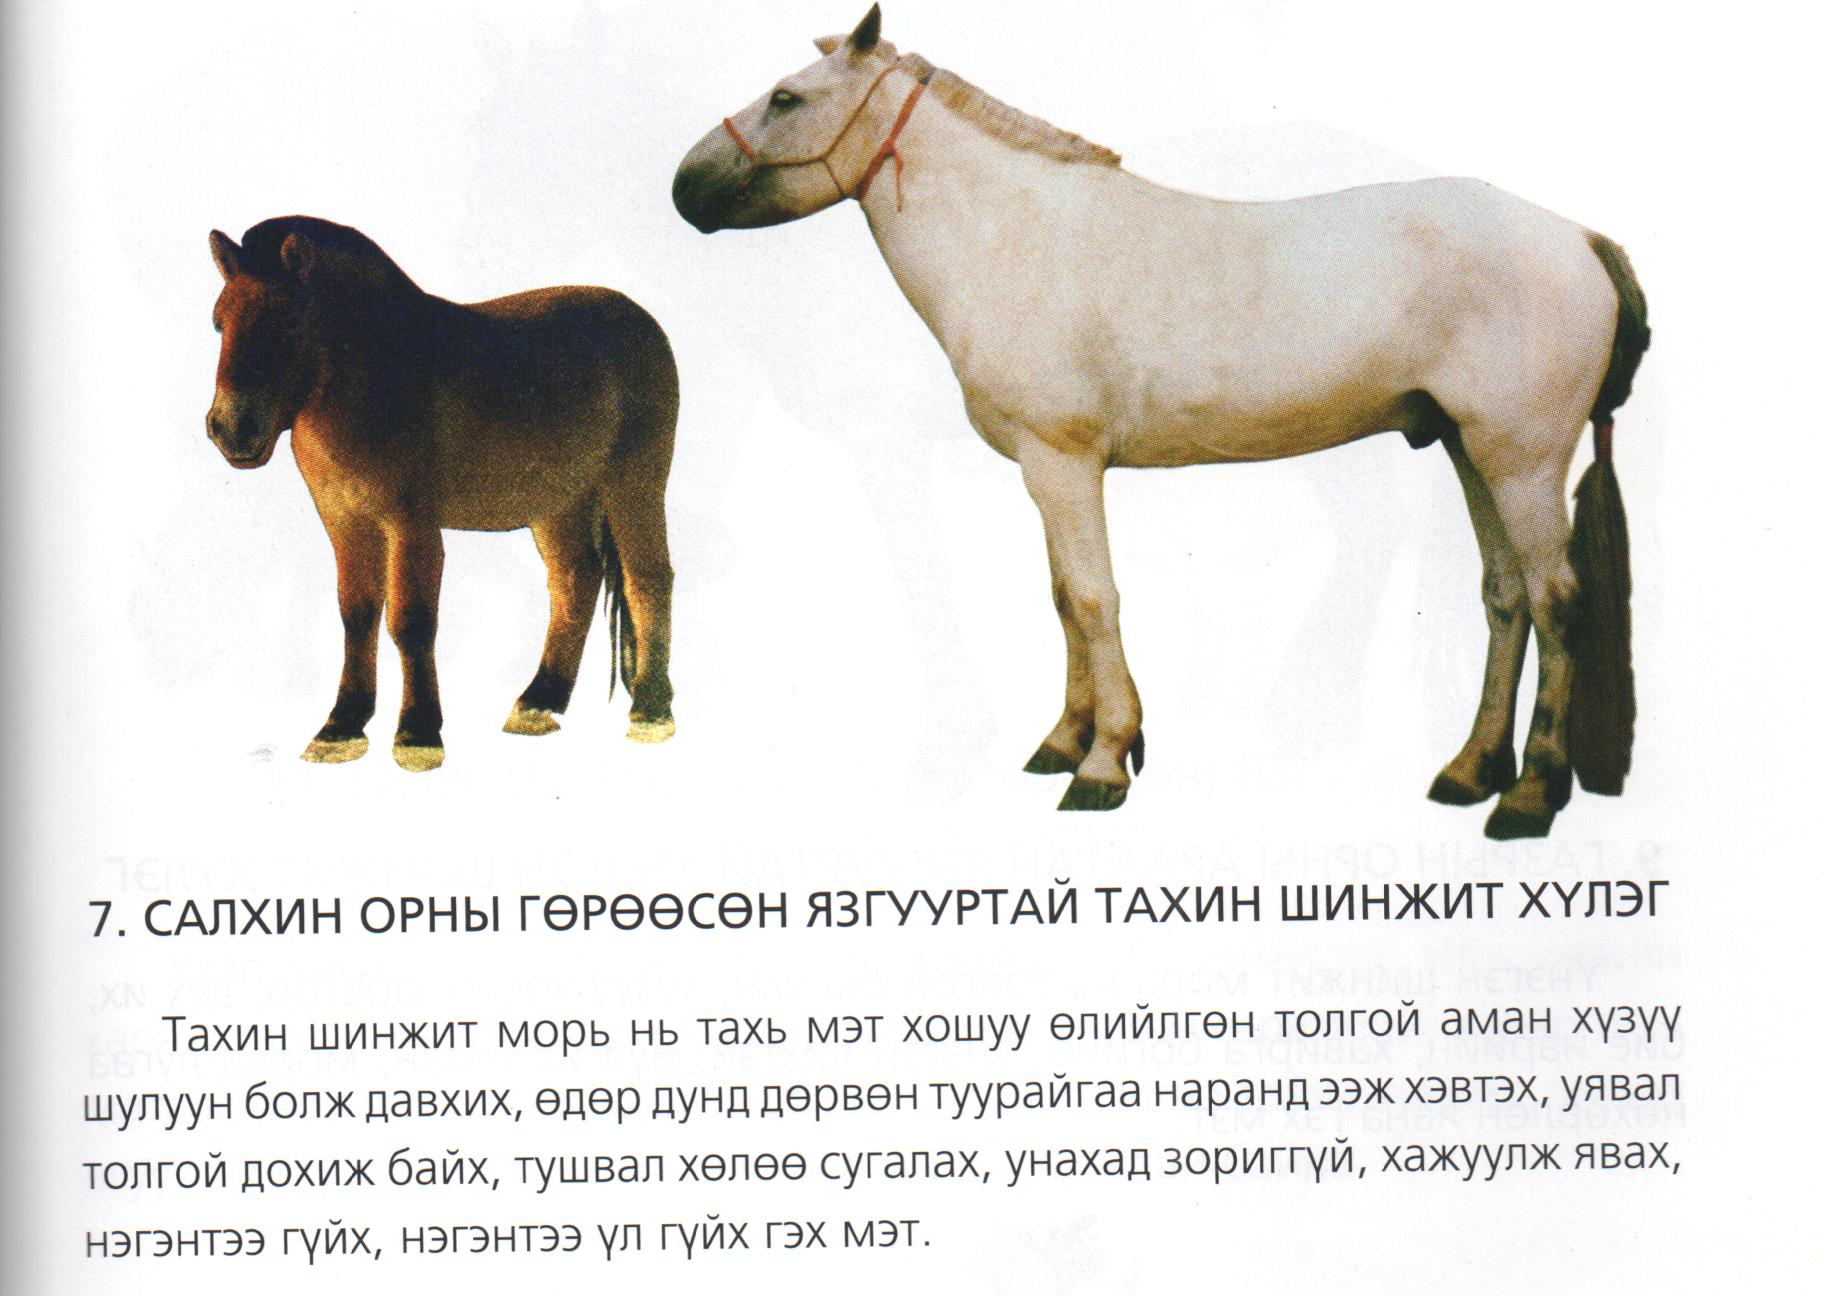 7. САЛХИН ОРНЫ ГӨРӨӨСӨН ЯЗГУУРТАЙ ТАХИН ШИНЖИТ ХҮЛЭГ
Тахин шинжит морь нь тахь мэт хошуу өлийлгөн толгой аман хүзүү
шулуун болж давхих, өдөр дунд дөрвөн туурайгаа наранд ээж хэвтэх, уявал
толгой дохиж байх, тушвал хөлөө сугалах, унахад зориггүй, хажуулж явах,
нэгэнтээ гүйх, нэгэнтээ үл гүйх гэх мэт.